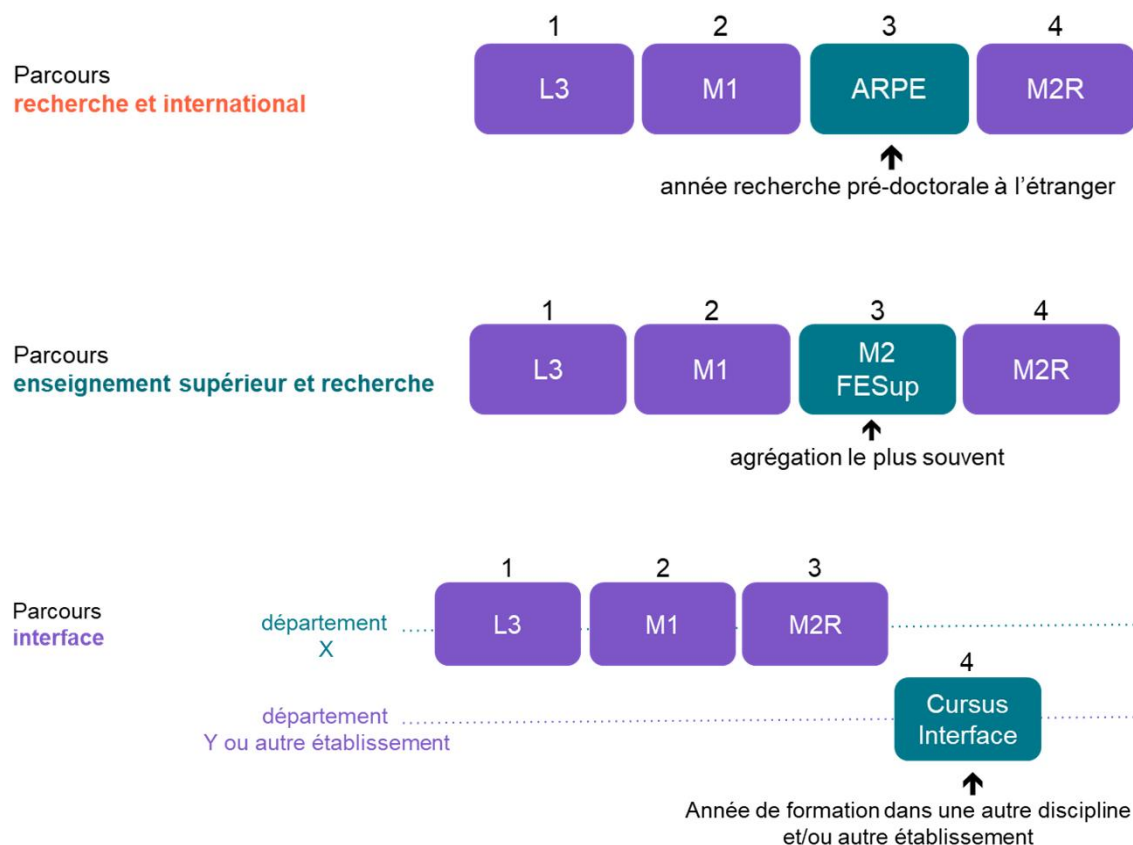 1 2 3 4
Parcours
recherche et international
L3 M1 ARPE M2R
année recherche pré-doctorale à l'étranger
1 2 3 4
Parcours
enseignement supérieur et recherche
L3 M1 M2
FESup M2R
agrégation le plus souvent
1 2 3
Parcours
interface
département
X
L3 M1 M2R
4
département
Y ou autre établissement
Cursus
Interface
Année de formation dans une autre discipline
et/ou autre établissement